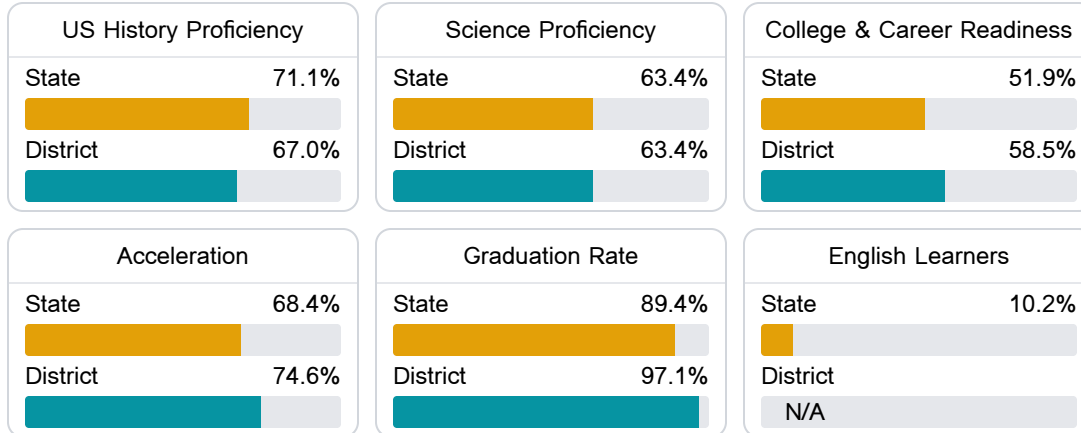 US History Proficiency
State 71.1%
District 67.0%
Science Proficiency
State 63.4%
District 63.4%
College & Career Readiness
State 51.9%
District 58.5%
Acceleration
State 68.4%
District 74.6%
Graduation Rate
State 89.4%
District 97.1%
English Learners
State 10.2%
District
N/A